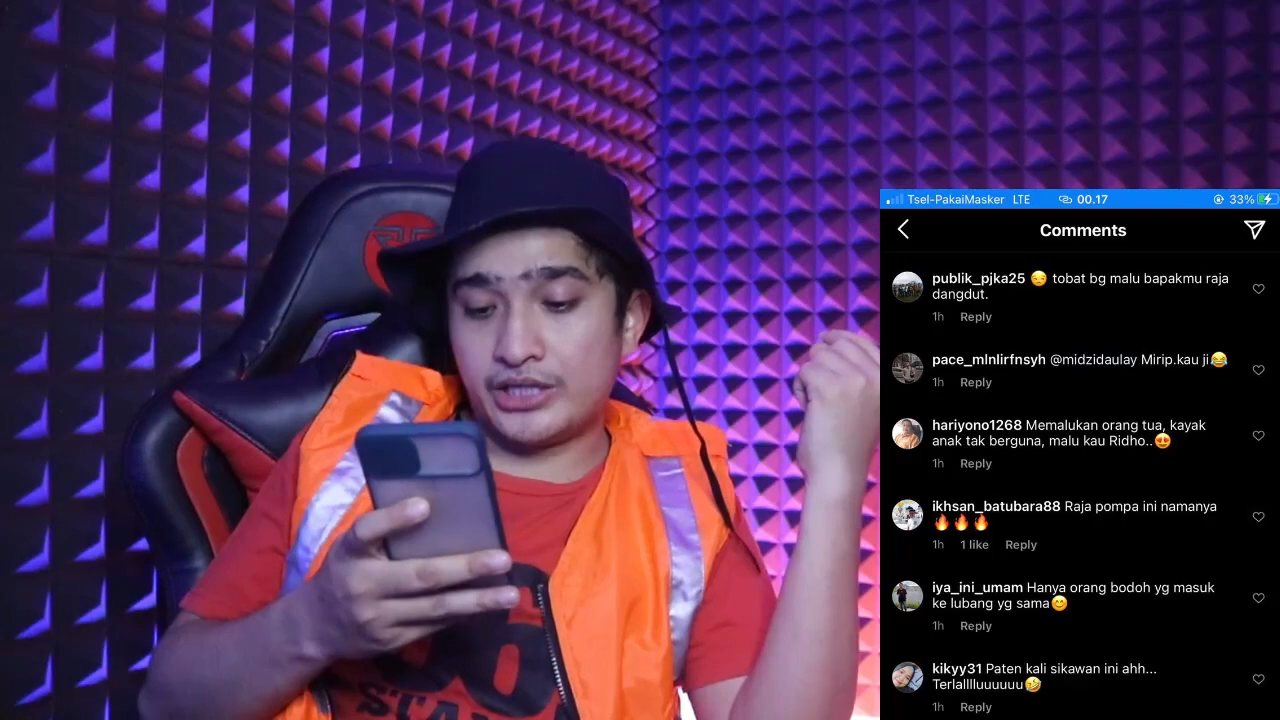 Tsel-PakaiMasker LTE 00.17 33%
Comments
publik_pjka25 😒 tobat bg malu bapakmu raja
dangdut.
1h Reply
pace_mlnlirfnsyh @midzidaulay Mirip.kau ji😂
1h Reply
hariyono1268 Memalukan orang tua, kayak
anak tak berguna, malu kau Ridho..😍
1h Reply
ikhsan_batubara88 Raja pompa ini namanya
🔥🔥🔥
1h 1 like Reply
iya_ini_umam Hanya orang bodoh yg masuk
ke lubang yg sama😊
1h Reply
kikyy31 Paten kali sikawan ini ahh...
Terlalllluuuuuu🤣
1h Reply